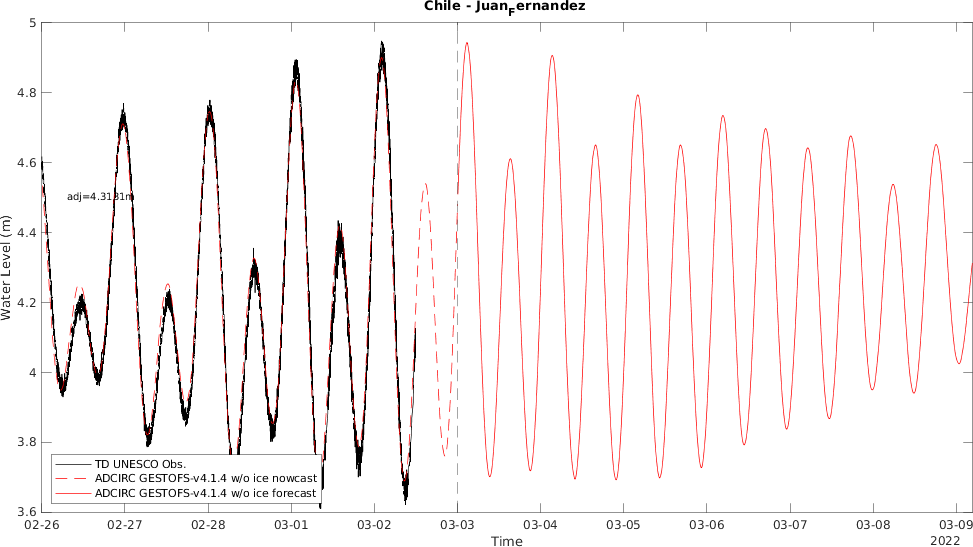 Chile - JuanFernandez
5
4.8
4.6
4.4
4.2
4
3.8
3.6
Water Level (m)
adj=4.3131m
TD UNESCO Obs.
ADCIRC GESTOFS-v4.1.4 w/o ice nowcast
ADCIRC GESTOFS-v4.1.4 w/o ice forecast
02-26 02-27 02-28 03-01 03-02 03-03 03-04 03-05 03-06 03-07 03-08 03-09
Time
2022